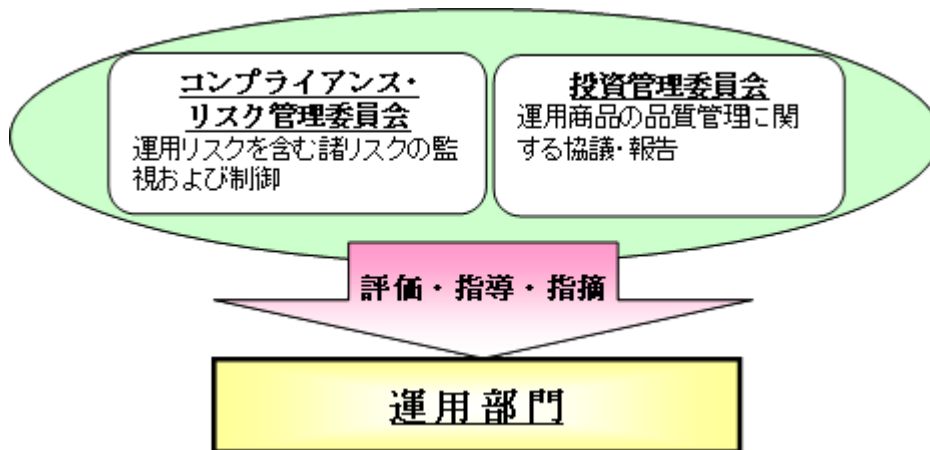 コンプライアンス・
リスク管理委員会
運用リスクを含む諸リスクの監
視および制御
投資管理委員会
運用商品の品質管理に関
する協議・報告
評価・指導・指摘
運用部門